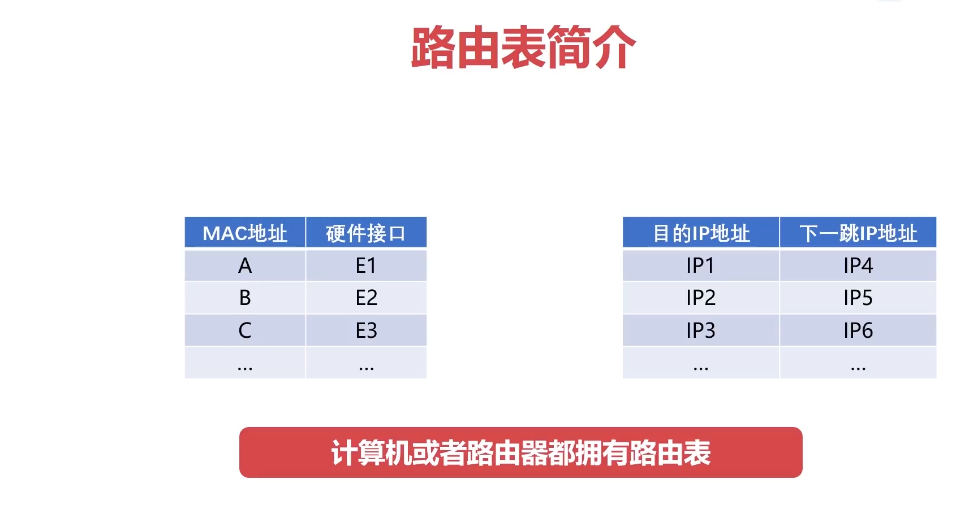 路由表简介
MAC地址 硬件接口
A E1
B E2
C E3
... ...
目的IP地址 下一跳IP地址
IP1 IP4
IP2 IP5
IP3 IP6
... ...
计算机或者路由器都拥有路由表